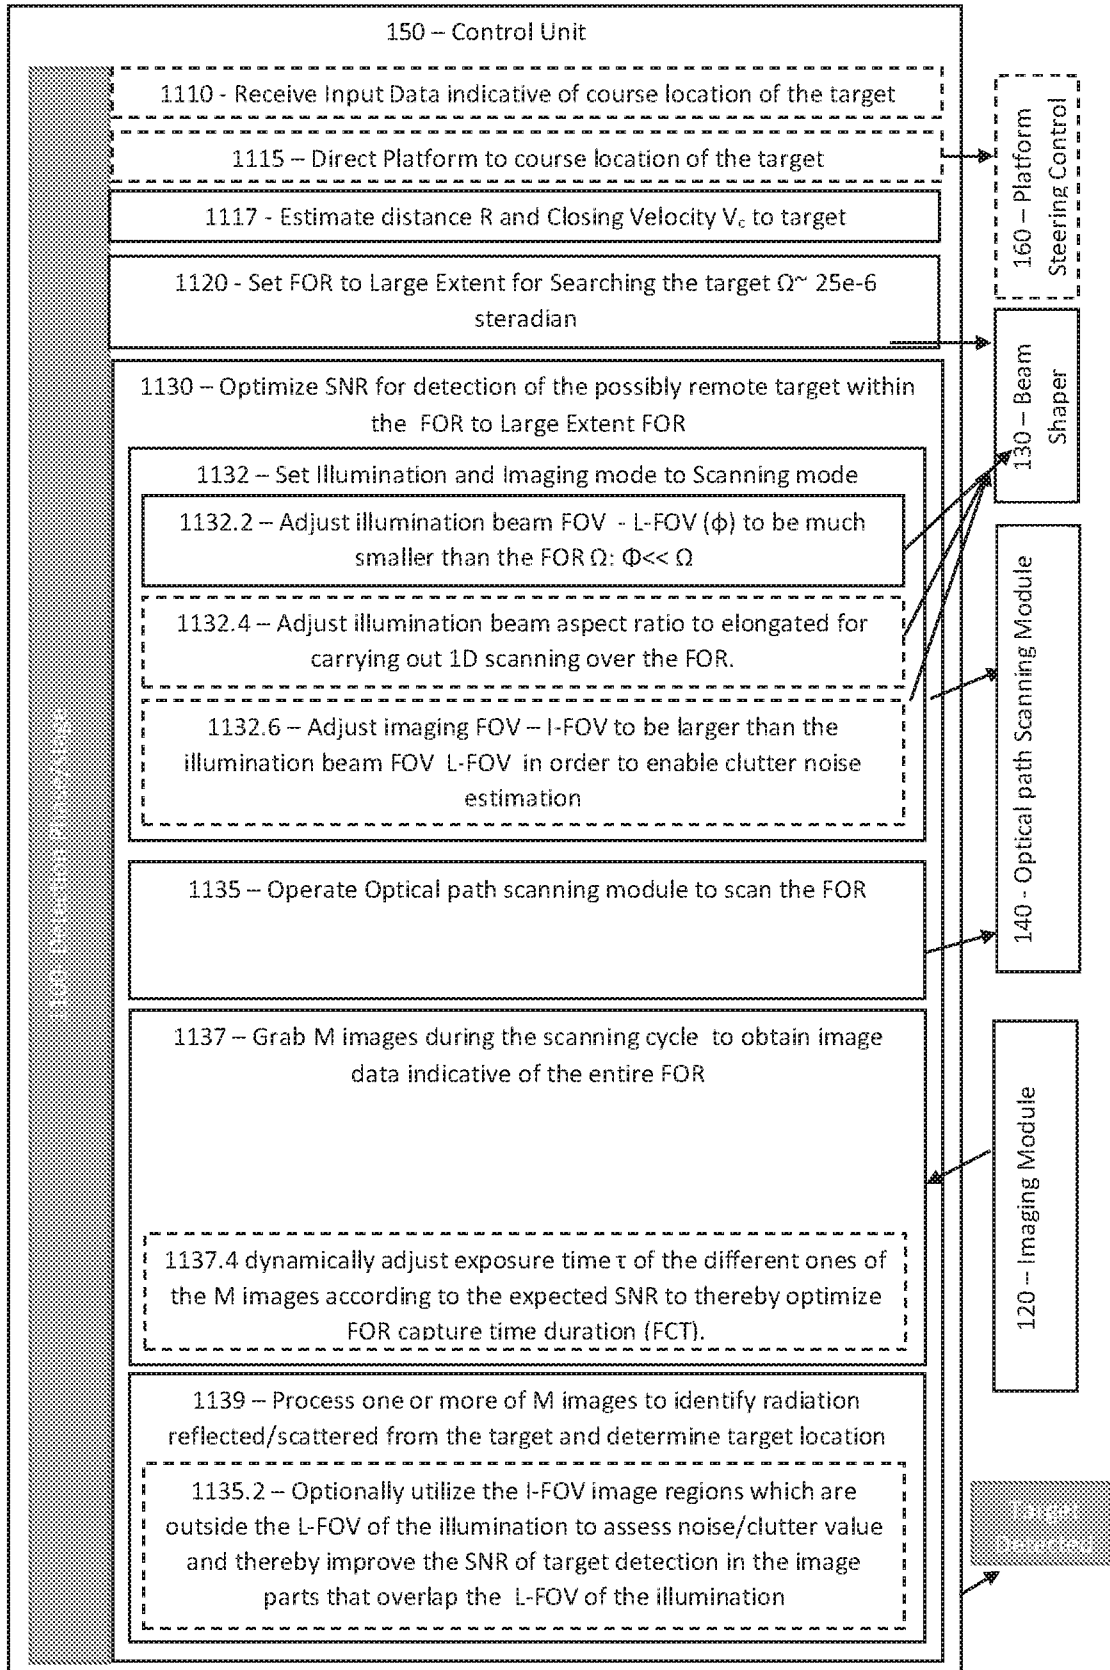 150 – Control Unit
1110 - Receive Input Data indicative of course location of the target
1115 – Direct Platform to course location of the target
1117 - Estimate distance R and Closing Velocity Vc to target
1120 - Set FOR to Large Extent for Searching the target Ω~ 25e-6
steradian
1130 – Optimize SNR for detection of the possibly remote target within
the FOR to Large Extent FOR
1132 – Set Illumination and Imaging mode to Scanning mode
1132.2 – Adjust illumination beam FOV - L-FOV (ϕ) to be much
smaller than the FOR Ω: Φ<< Ω
1132.4 – Adjust illumination beam aspect ratio to elongated for
carrying out 1D scanning over the FOR.
1132.6 – Adjust imaging FOV – I-FOV to be larger than the
illumination beam FOV L-FOV in order to enable clutter noise
estimation
1135 – Operate Optical path scanning module to scan the FOR
1137 – Grab M images during the scanning cycle to obtain image
data indicative of the entire FOR
1137.4 dynamically adjust exposure time τ of the different ones of
the M images according to the expected SNR to thereby optimize
FOR capture time duration (FCT).
1139 – Process one or more of M images to identify radiation
reflected/scattered from the target and determine target location
1135.2 – Optionally utilize the I-FOV image regions which are
outside the L-FOV of the illumination to assess noise/clutter value
and thereby improve the SNR of target detection in the image
parts that overlap the L-FOV of the illumination
160 – Platform
Steering Control
130 – Beam
Shaper
140 - Optical path Scanning Module
120 – Imaging Module
Target
Detected